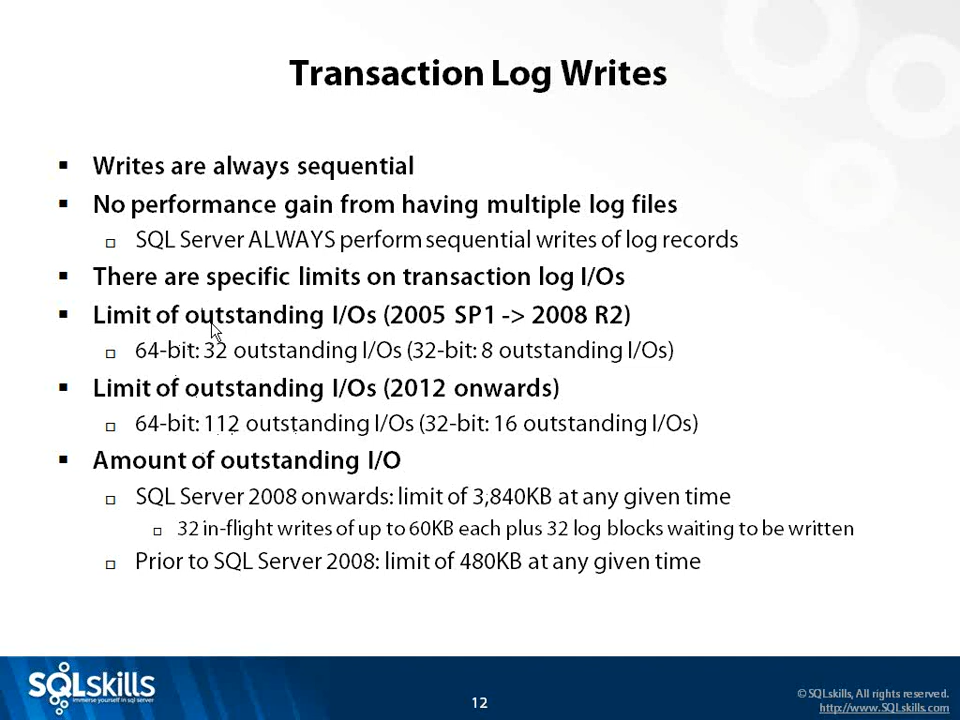 Transaction Log Writes
Writes are always sequential
No performance gain from having multiple log files
SQL Server ALWAYS perform sequential writes of log records
There are specific limits on transaction log I/Os
Limit of outstanding I/Os (2005 SP1 -> 2008 R2)
64-bit: 32 outstanding I/Os (32-bit: 8 outstanding I/Os)
Limit of outstanding I/Os (2012 onwards)
64-bit: 112 outstanding I/Os (32-bit: 16 outstanding I/Os)
Amount of outstanding I/O
SQL Server 2008 onwards: limit of 3,840KB at any given time
32 in-flight writes of up to 60KB each plus 32 log blocks waiting to be written
Prior to SQL Server 2008: limit of 480KB at any given time
SQLskills
immerse yourself in sql server
12
© SQLskills, All rights reserved.
http://www.SQLskills.com